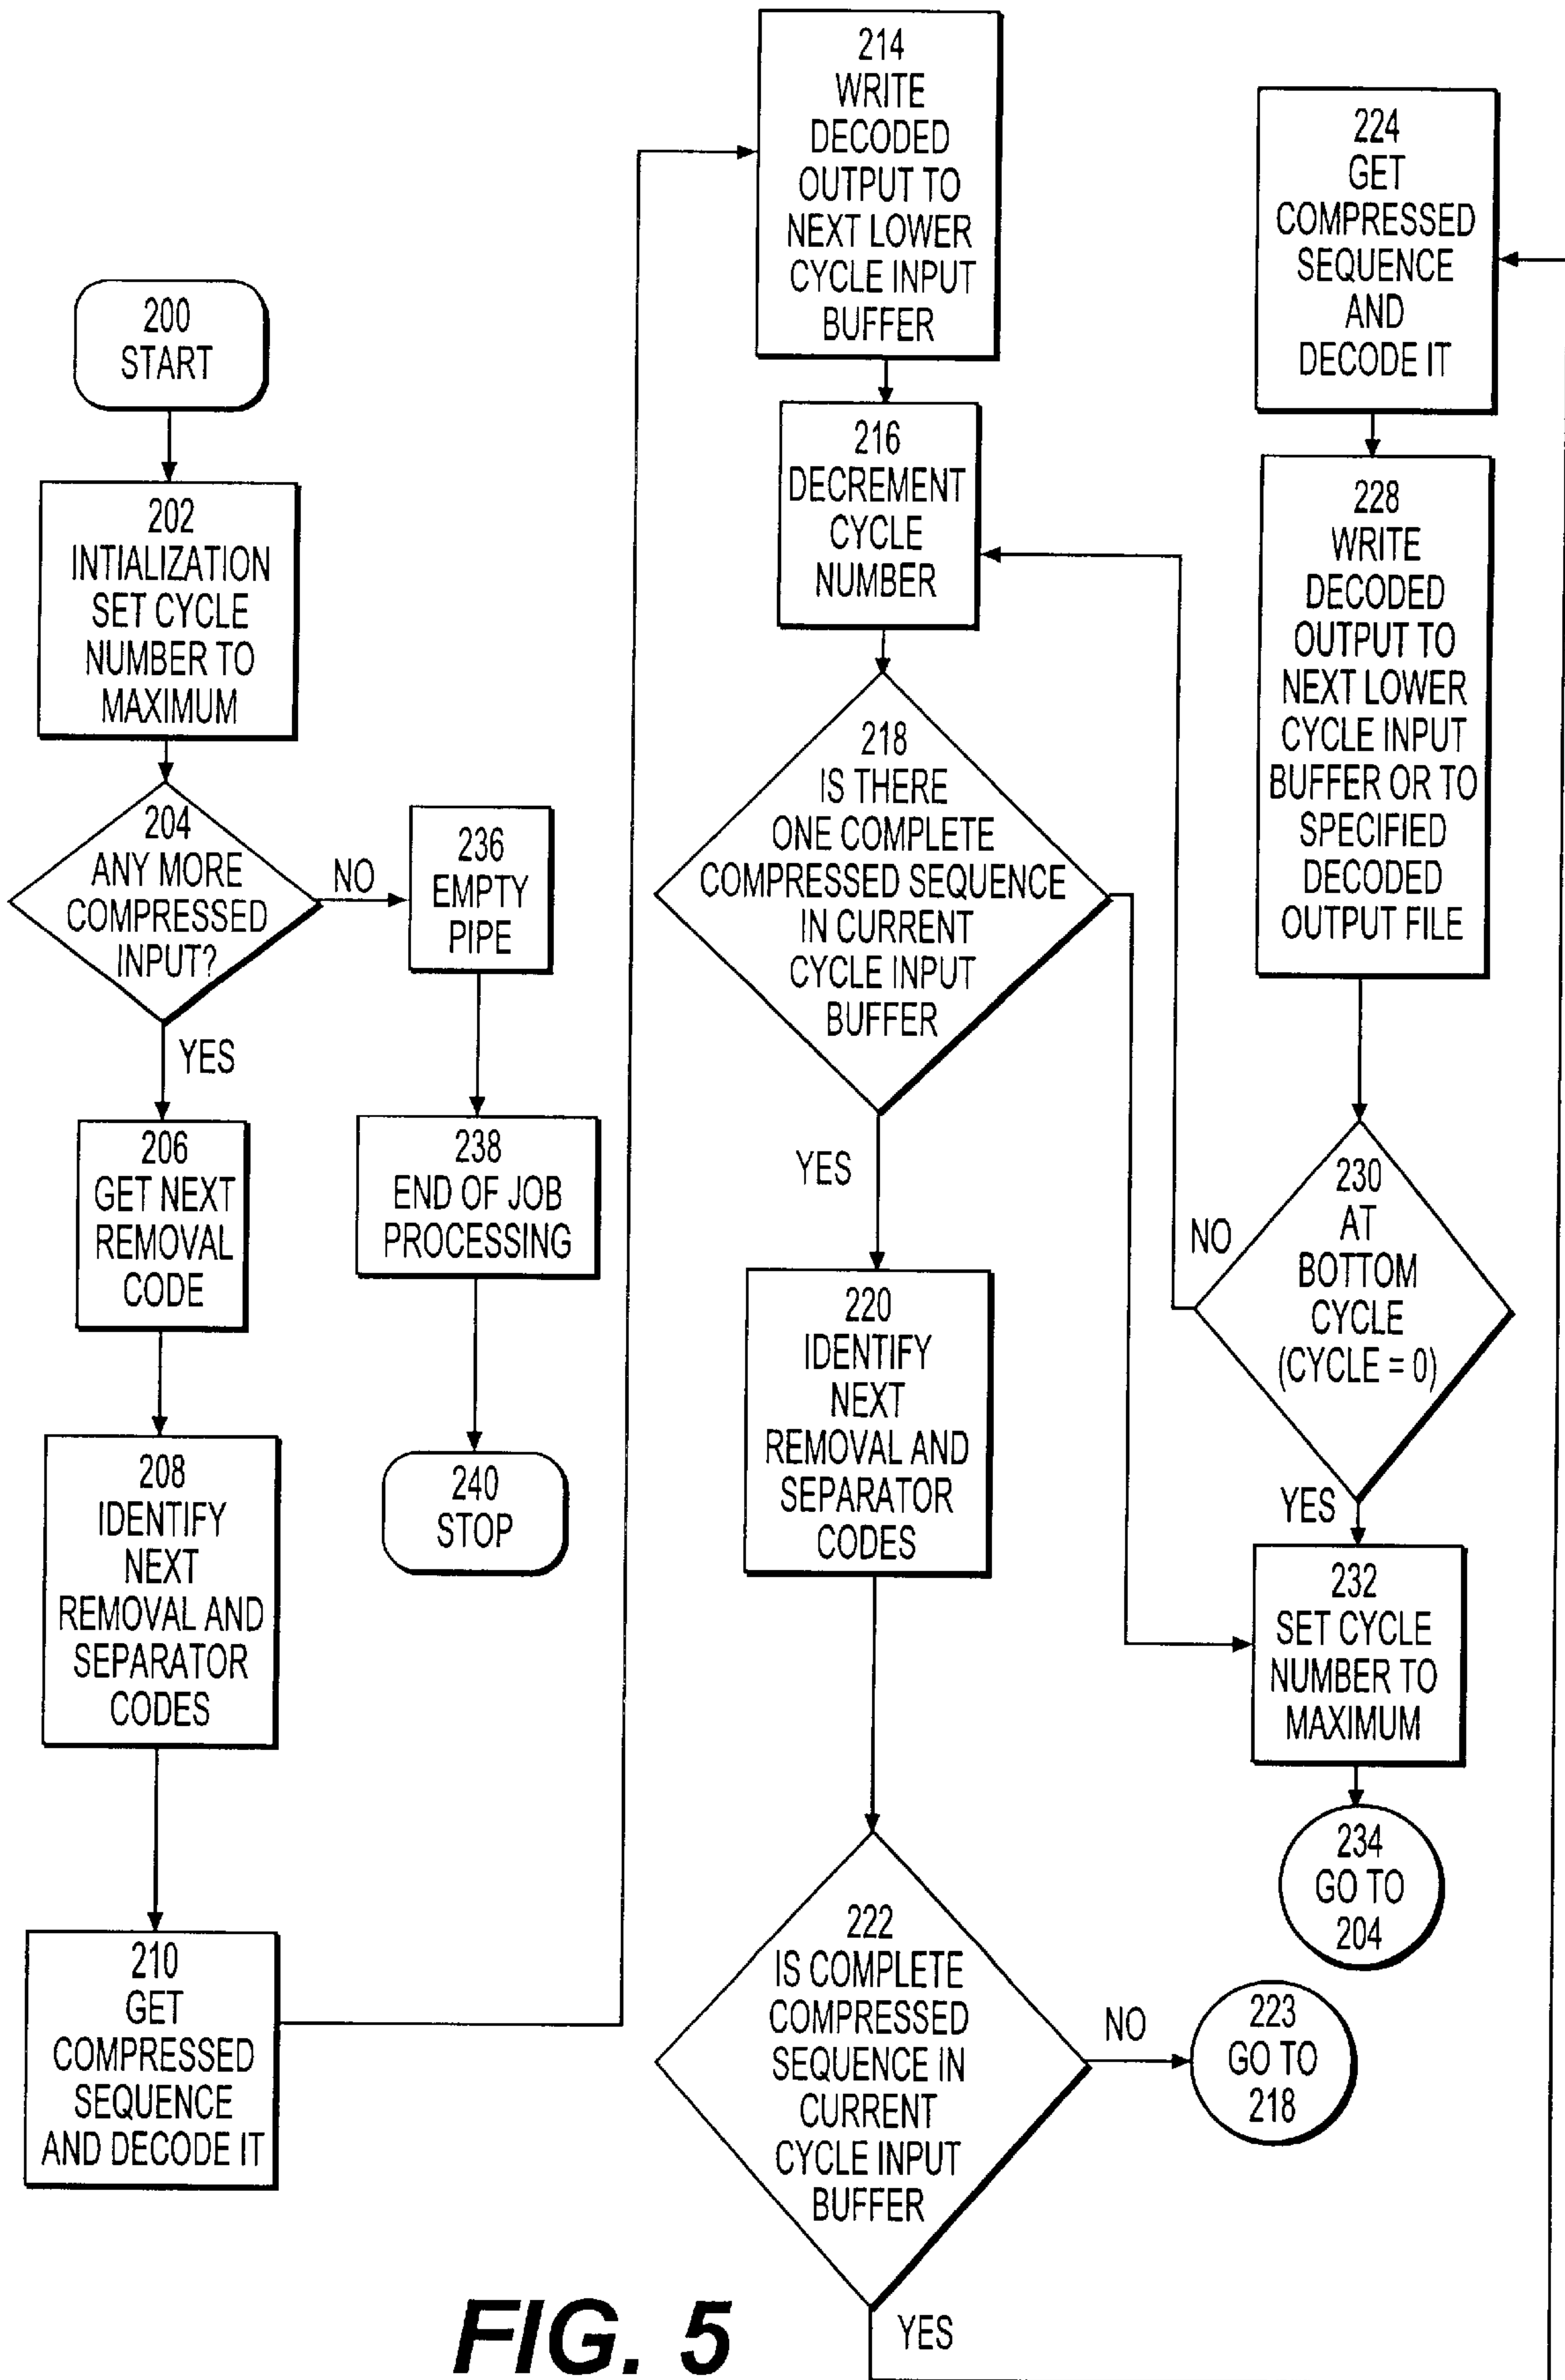 200
START
202
INTIALIZATION
SET CYCLE
NUMBER TO
MAXIMUM
204
ANY MORE
COMPRESSED
INPUT?
NO
YES
236
EMPTY
PIPE
206
GET NEXT
REMOVAL
CODE
238
END OF JOB
PROCESSING
208
IDENTIFY
NEXT
REMOVAL AND
SEPARATOR
CODES
240
STOP
210
GET
COMPRESSED
SEQUENCE
AND DECODE IT
214
WRITE
DECODED
OUTPUT TO
NEXT LOWER
CYCLE INPUT
BUFFER
216
DECREMENT
CYCLE
NUMBER
218
IS THERE
ONE COMPLETE
COMPRESSED SEQUENCE
IN CURRENT
CYCLE INPUT
BUFFER
YES
220
IDENTIFY
NEXT
REMOVAL AND
SEPARATOR
CODES
222
IS COMPLETE
COMPRESSED
SEQUENCE IN
CURRENT
CYCLE INPUT
BUFFER
NO
YES
223
GO TO
218
224
GET
COMPRESSED
SEQUENCE
AND
DECODE IT
228
WRITE
DECODED
OUTPUT TO
NEXT LOWER
CYCLE INPUT
BUFFER OR TO
SPECIFIED
DECODED
OUTPUT FILE
230
AT
BOTTOM
CYCLE
(CYCLE = 0)
NO
YES
232
SET CYCLE
NUMBER TO
MAXIMUM
234
GO TO
204
FIG. 5